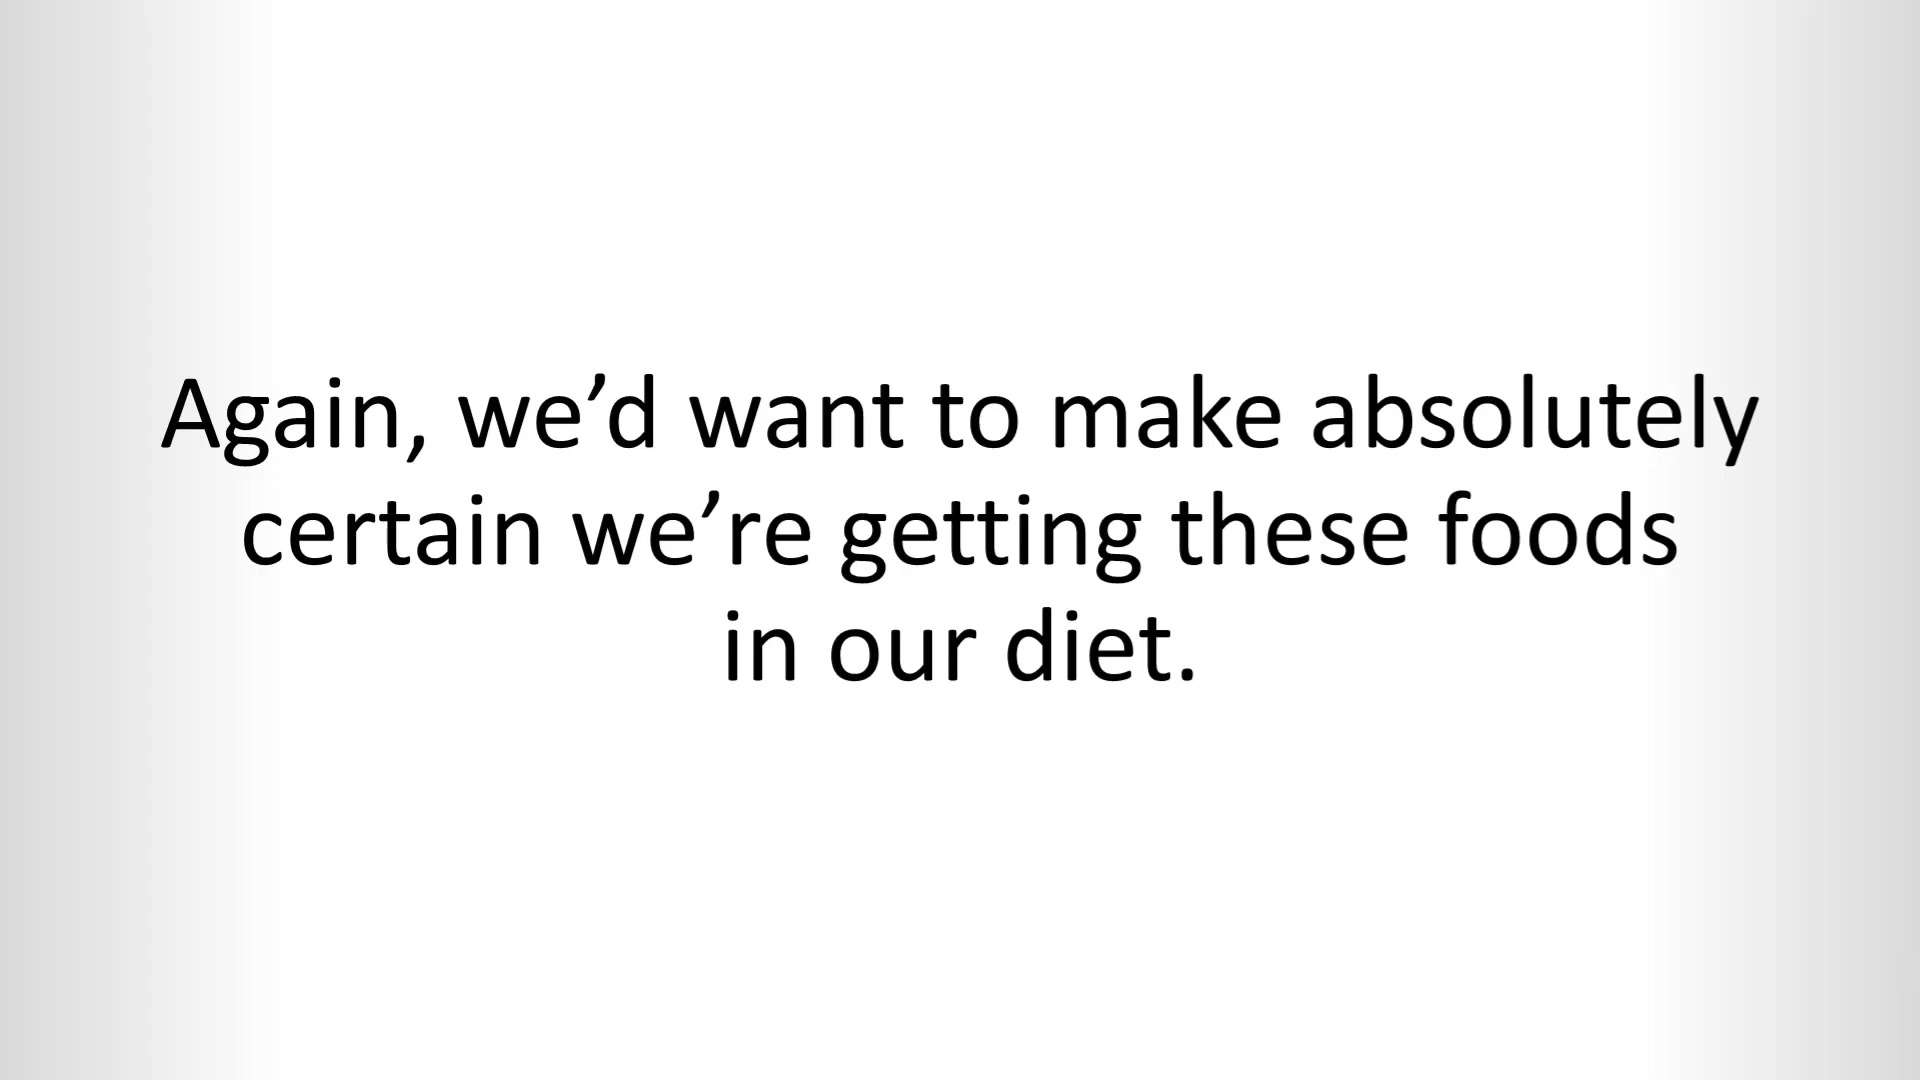 Again, we’d want to make absolutely
certain we’re getting these foods
in our diet.